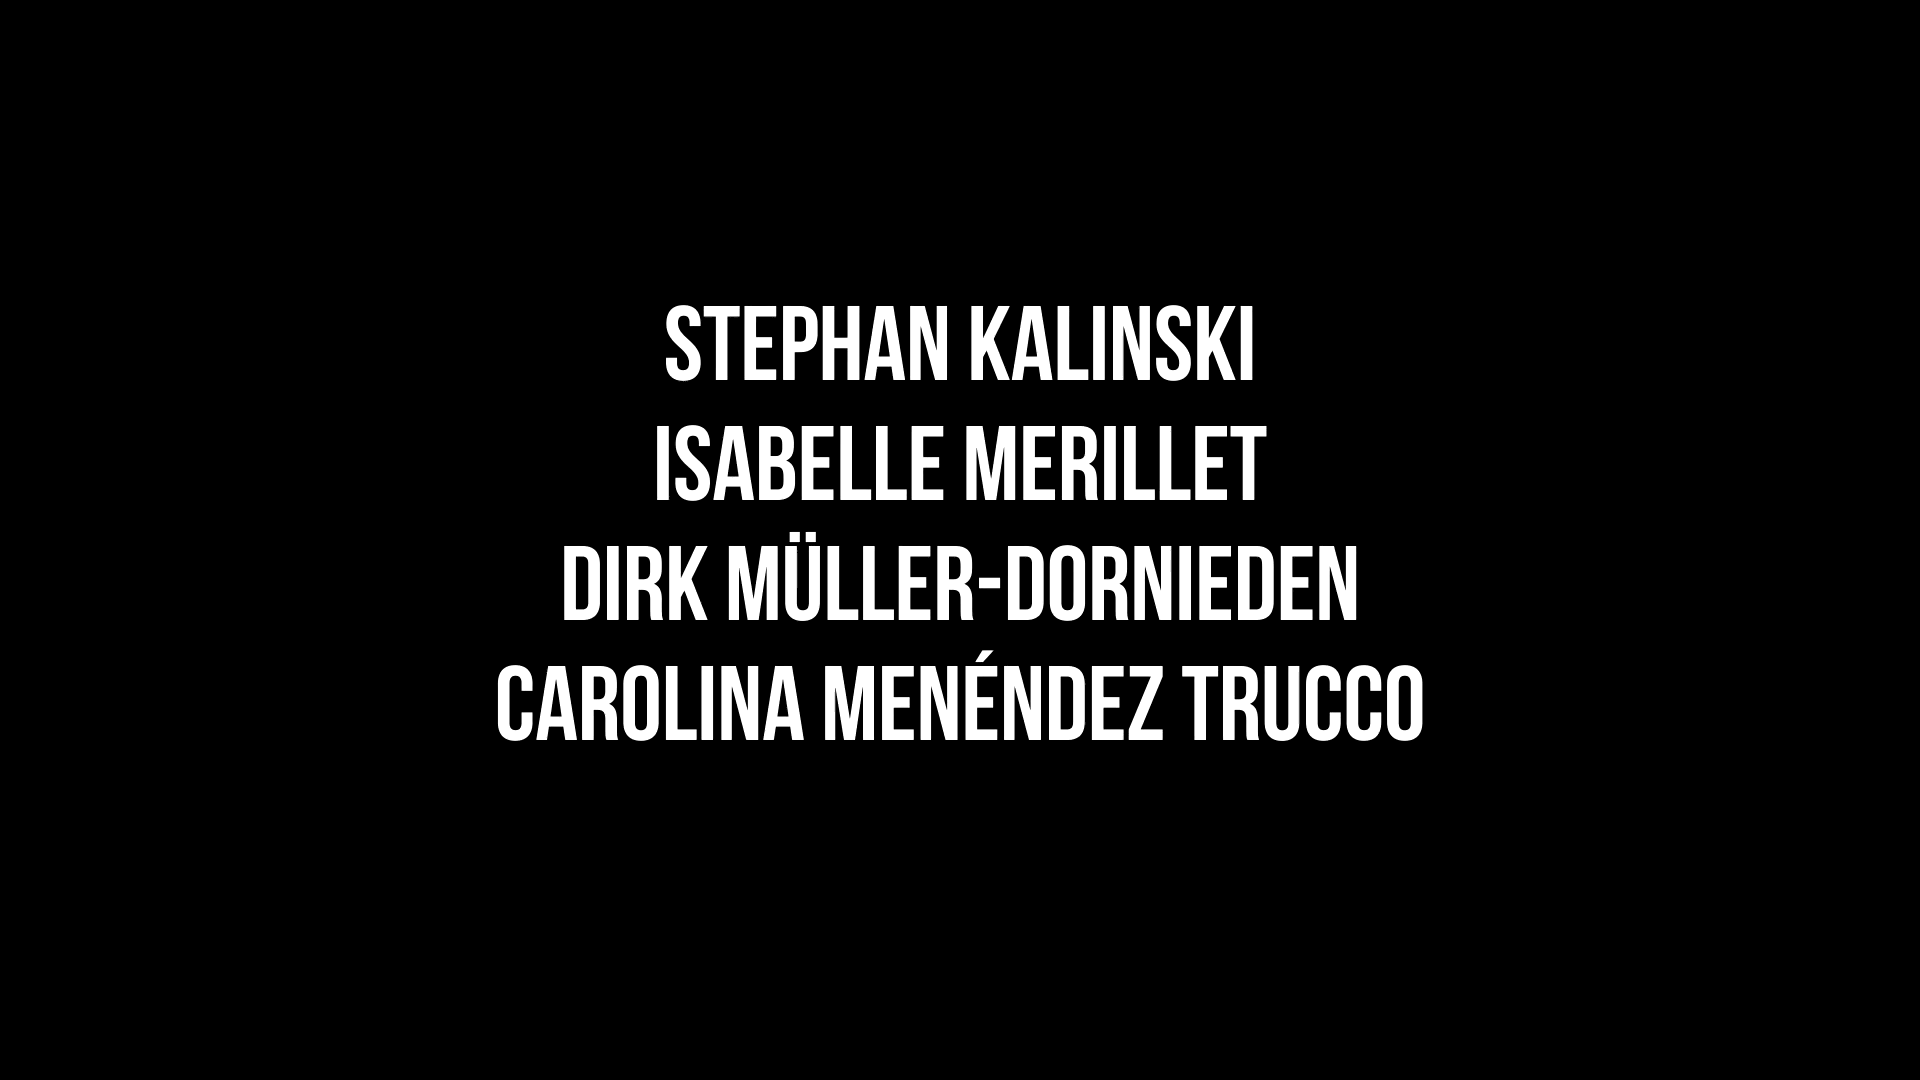 STEPHAN KALINSKI
ISABELLE MERILLET
DIRK MÜLLER-DORNIEDEN
CAROLINA MENÉNDEZ TRUCCO